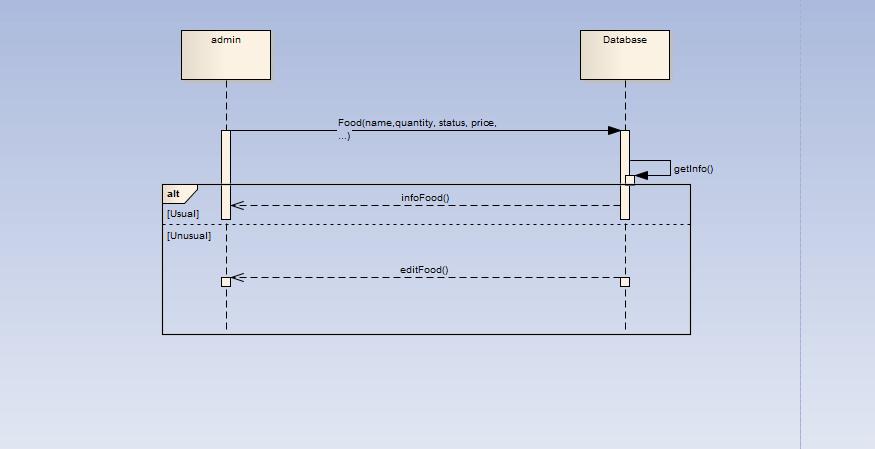 admin
Database
Food(name,quantity, status, price,
...)
getInfo()
alt
infoFood()
[Usual]
[Unusual]
editFood()